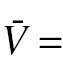 V̄ =